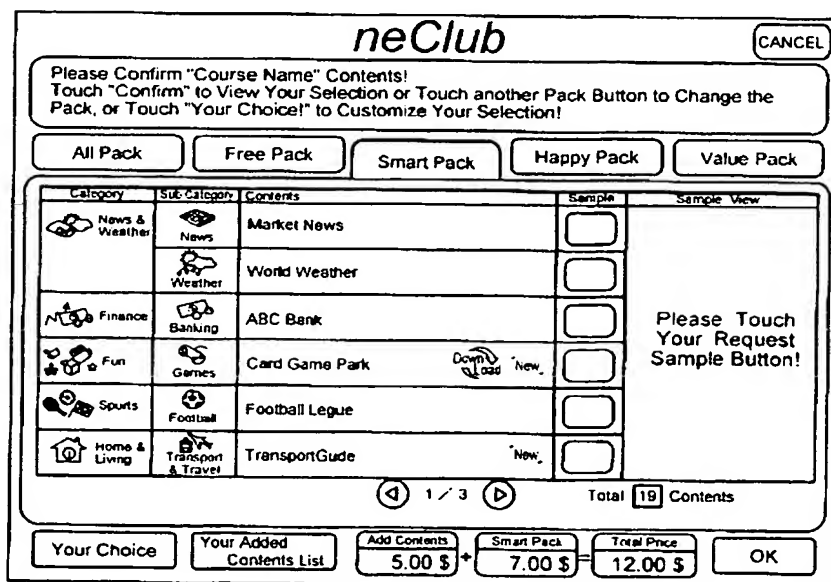 neClub
CANCEL
Please Confirm "Course Name" Contents!
Touch "Confirm" to View Your Selection or Touch another Pack Button to Change the
Pack, or Touch "Your Choice!" to Customize Your Selection!
All Pack Free Pack Smart Pack Happy Pack Value Pack
Category Sub Category Contents Sample Sample View
News & Weather News Market News
Weather World Weather
Finance Banking ABC Bank
Fun Games Card Game Park Down Load New
Sports Football Football Legue
Home & Living Transport & Travel TransportGude New
Please Touch
Your Request
Sample Button!
1 / 3 Total 19 Contents
Your Choice Your Added Contents List Add Contents 5.00 $ + Smart Pack 7.00 $ = Total Price 12.00 $ OK